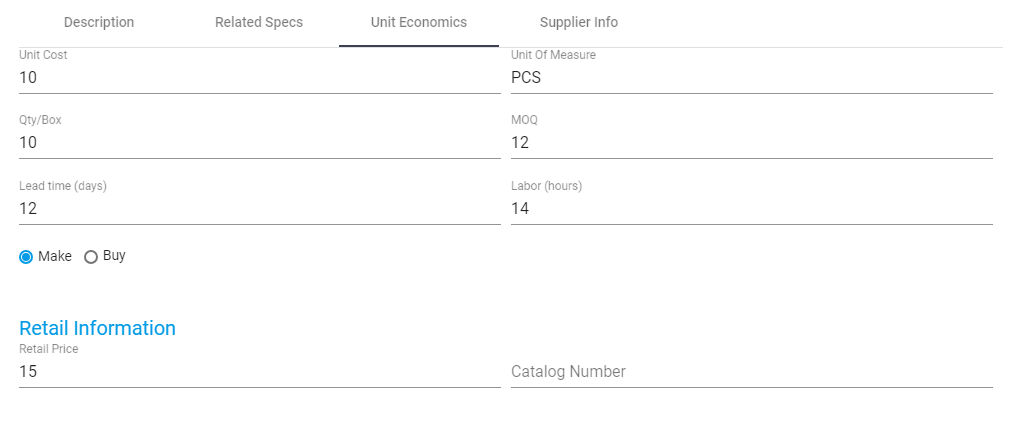 Description Related Specs Unit Economics Supplier Info
Unit Cost Unit Of Measure
10 PCS
Qty/Box MOQ
10 12
Lead time (days) Labor (hours)
12 14
Make Buy
Retail Information
Retail Price
15 Catalog Number